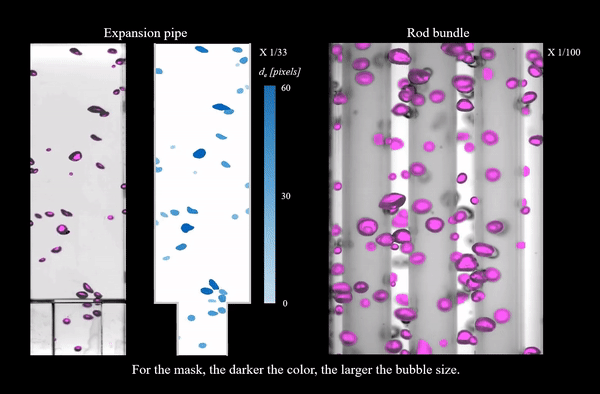 Expansion pipe
Rod bundle
X 1/33
X 1/100
de [pixels]
60
30
0
For the mask, the darker the color, the larger the bubble size.